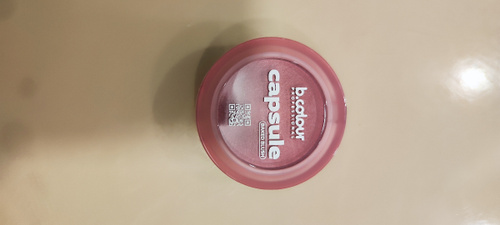 b.colour
PROFESSIONAL
capsule
BAKED BLUSH